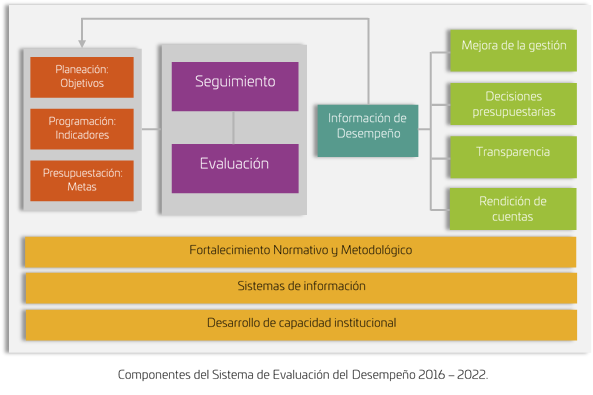 Planeación:
Objetivos
Programación:
Indicadores
Presupuestación:
Metas
Seguimiento
Evaluación
Información de
Desempeño
Mejora de la gestión
Decisiones
presupuestarias
Transparencia
Rendición de
cuentas
Fortalecimiento Normativo y Metodológico
Sistemas de información
Desarrollo de capacidad institucional
Componentes del Sistema de Evaluación del Desempeño 2016 – 2022.